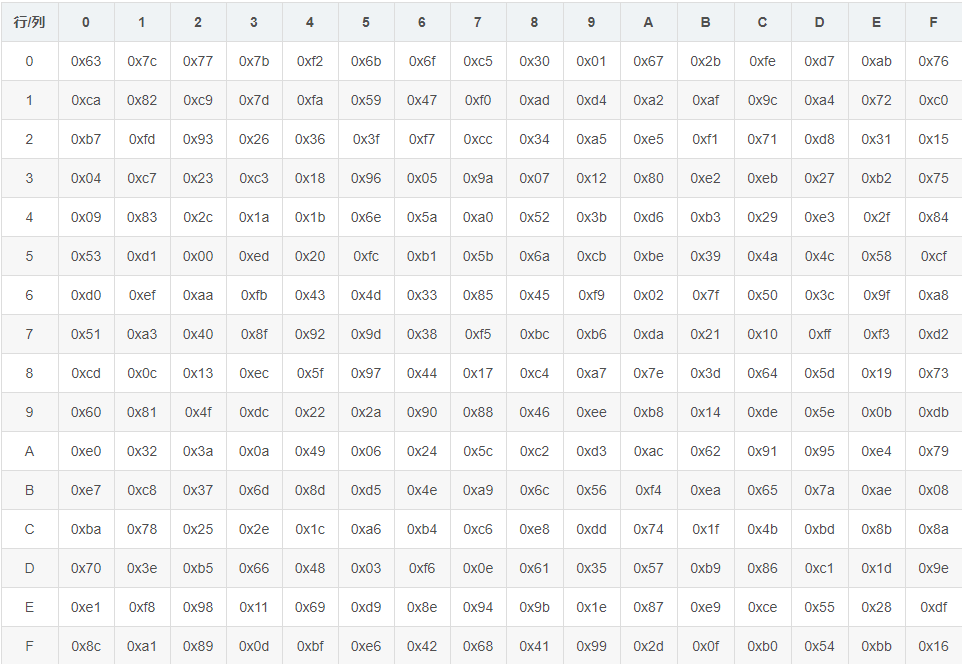 行/列 0 1 2 3 4 5 6 7 8 9 A B C D E F
0 0x63 0x7c 0x77 0x7b 0xf2 0x6b 0x6f 0xc5 0x30 0x01 0x67 0x2b 0xfe 0xd7 0xab 0x76
1 0xca 0x82 0xc9 0x7d 0xfa 0x59 0x47 0xf0 0xad 0xd4 0xa2 0xaf 0x9c 0xa4 0x72 0xc0
2 0xb7 0xfd 0x93 0x26 0x36 0x3f 0xf7 0xcc 0x34 0xa5 0xe5 0xf1 0x71 0xd8 0x31 0x15
3 0x04 0xc7 0x23 0xc3 0x18 0x96 0x05 0x9a 0x07 0x12 0x80 0xe2 0xeb 0x27 0xb2 0x75
4 0x09 0x83 0x2c 0x1a 0x1b 0x6e 0x5a 0xa0 0x52 0x3b 0xd6 0xb3 0x29 0xe3 0x2f 0x84
5 0x53 0xd1 0x00 0xed 0x20 0xfc 0xb1 0x5b 0x6a 0xcb 0xbe 0x39 0x4a 0x4c 0x58 0xcf
6 0xd0 0xef 0xaa 0xfb 0x43 0x4d 0x33 0x85 0x45 0xf9 0x02 0x7f 0x50 0x3c 0x9f 0xa8
7 0x51 0xa3 0x40 0x8f 0x92 0x9d 0x38 0xf5 0xbc 0xb6 0xda 0x21 0x10 0xff 0xf3 0xd2
8 0xcd 0x0c 0x13 0xec 0x5f 0x97 0x44 0x17 0xc4 0xa7 0x7e 0x3d 0x64 0x5d 0x19 0x73
9 0x60 0x81 0x4f 0xdc 0x22 0x2a 0x90 0x88 0x46 0xee 0xb8 0x14 0xde 0x5e 0x0b 0xdb
A 0xe0 0x32 0x3a 0x0a 0x49 0x06 0x24 0x5c 0xc2 0xd3 0xac 0x62 0x91 0x95 0xe4 0x79
B 0xe7 0xc8 0x37 0x6d 0x8d 0xd5 0x4e 0xa9 0x6c 0x56 0xf4 0xea 0x65 0x7a 0xae 0x08
C 0xba 0x78 0x25 0x2e 0x1c 0xa6 0xb4 0xc6 0xe8 0xdd 0x74 0x1f 0x4b 0xbd 0x8b 0x8a
D 0x70 0x3e 0xb5 0x66 0x48 0x03 0xf6 0x0e 0x61 0x35 0x57 0xb9 0x86 0xc1 0x1d 0x9e
E 0xe1 0xf8 0x98 0x11 0x69 0xd9 0x8e 0x94 0x9b 0x1e 0x87 0xe9 0xce 0x55 0x28 0xdf
F 0x8c 0xa1 0x89 0x0d 0xbf 0xe6 0x42 0x68 0x41 0x99 0x2d 0x0f 0xb0 0x54 0xbb 0x16